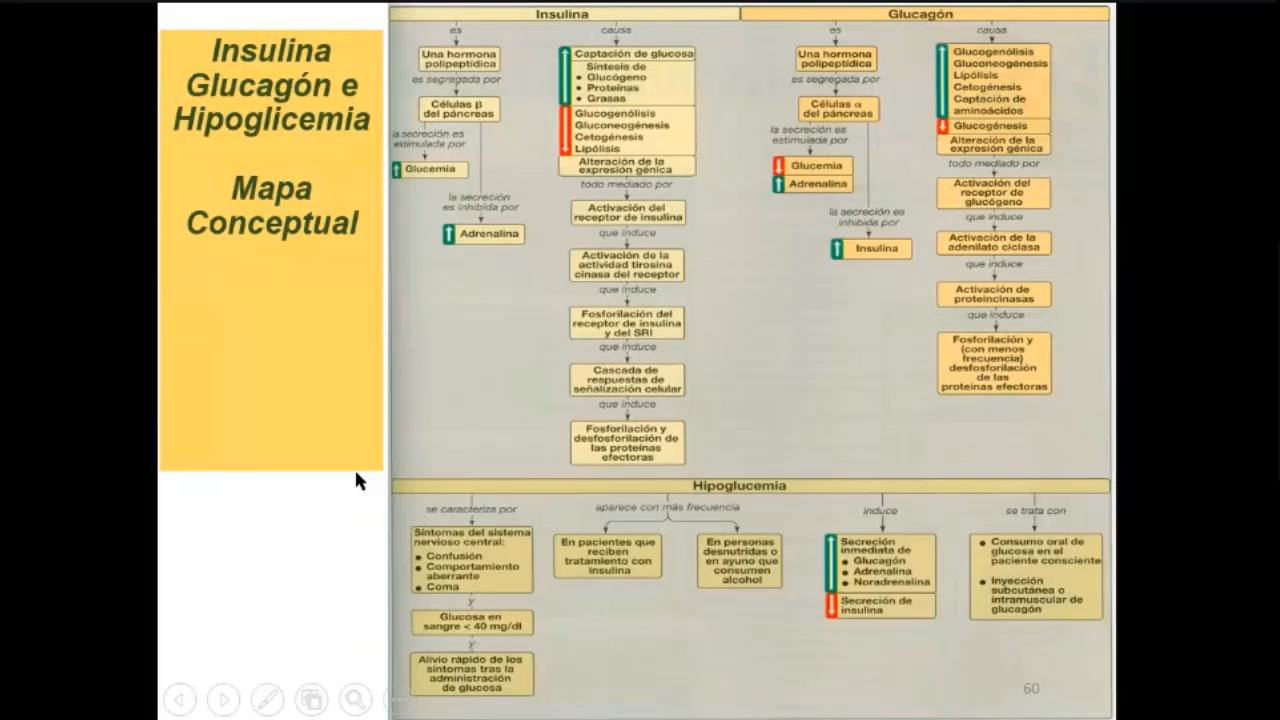 Insulina
Glucagón e
Hipoglicemia
Mapa
Conceptual
Insulina
es
Una hormona
polipeptídica
es segregada por
Células β
del páncreas
la secreción es
estimulada por
Glucemia
la secreción
es inhibida por
Adrenalina
causa
Captación de glucosa
Síntesis de
• Glucógeno
• Proteínas
• Grasas
Glucogenólisis
Gluconeogénesis
Cetogénesis
Lipólisis
Alteración de la
expresión génica
todo mediado por
Activación del
receptor de insulina
que induce
Activación de la
actividad tirosina
cinasa del receptor
que induce
Fosforilación del
receptor de insulina
y del SRI
que induce
Cascada de
respuestas de
señalización celular
que induce
Fosforilación y
desfosforilación de
las proteínas
efectoras
Glucagón
es
Una hormona
polipeptídica
es segregada por
Células α
del páncreas
la secreción es
estimulada por
Glucemia
Adrenalina
la secreción es
inhibida por
Insulina
causa
Glucogenólisis
Gluconeogénesis
Lipólisis
Cetogénesis
Captación de
aminoácidos
Glucogénesis
Alteración de la
expresión génica
todo mediado por
Activación del
receptor de
glucógeno
que induce
Activación de la
adenilato ciclasa
que induce
Activación de
proteincinasas
que induce
Fosforilación y
(con menos
frecuencia)
desfosforilación
de las
proteínas efectoras
Hipoglucemia
se caracteriza por
Síntomas del sistema
nervioso central:
• Confusión
• Comportamiento
aberrante
• Coma
y
Glucosa en
sangre < 40 mg/dl
y
Alivio rápido de los
síntomas tras la
administración
de glucosa
aparece con más frecuencia
En pacientes que
reciben
tratamiento con
insulina
En personas
desnutridas o
en ayuno que
consumen
alcohol
induce
Secreción
inmediata de
• Glucagón
• Adrenalina
• Noradrenalina
Secreción de
insulina
se trata con
• Consumo oral de
glucosa en el
paciente consciente
• Inyección
subcutánea o
intramuscular de
glucagón
60